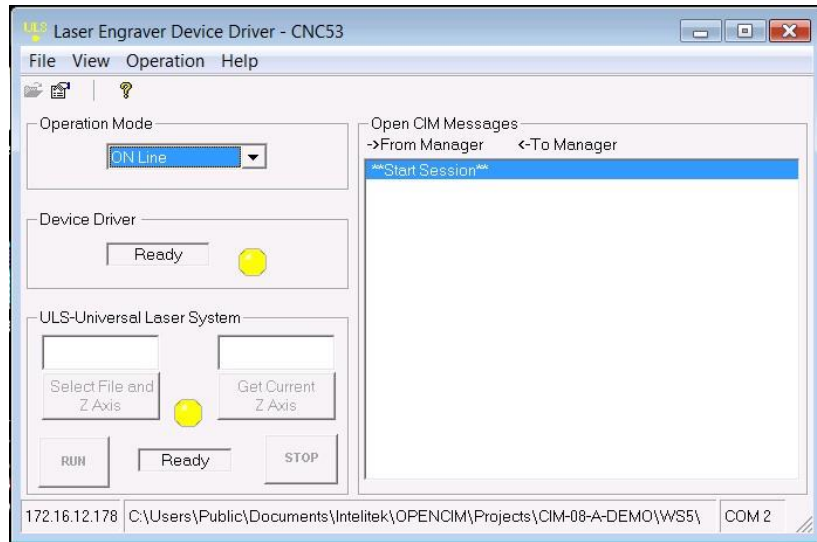 ULS Laser Engraver Device Driver - CNC53
File View Operation Help
Operation Mode
ON Line
Device Driver
Ready
ULS-Universal Laser System
Select File and
Z Axis
Get Current
Z Axis
RUN
Ready
STOP
Open CIM Messages
->From Manager <-To Manager
**Start Session**
172.16.12.178 C:\Users\Public\Documents\Intelitek\OPENCIM\Projects\CIM-08-A-DEMO\WS5\ COM 2